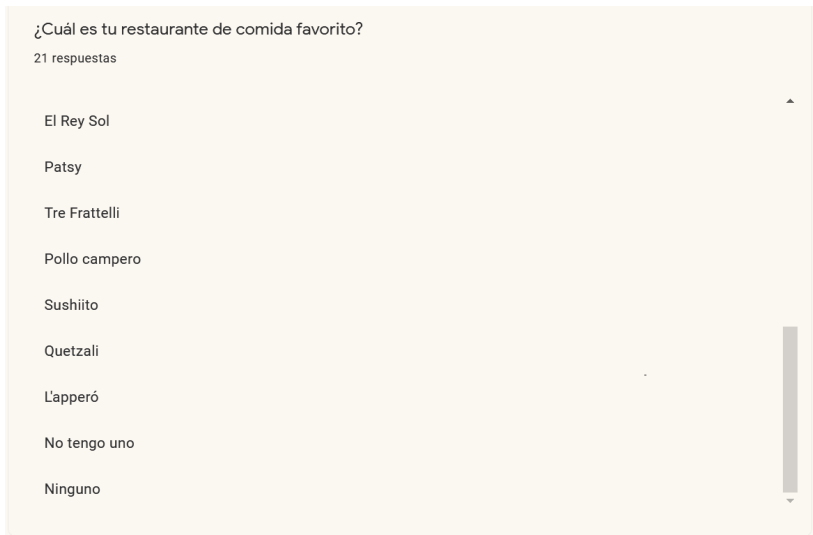 ¿Cuál es tu restaurante de comida favorito?
21 respuestas
El Rey Sol
Patsy
Tre Frattelli
Pollo campero
Sushiito
Quetzali
L'apperó
No tengo uno
Ninguno